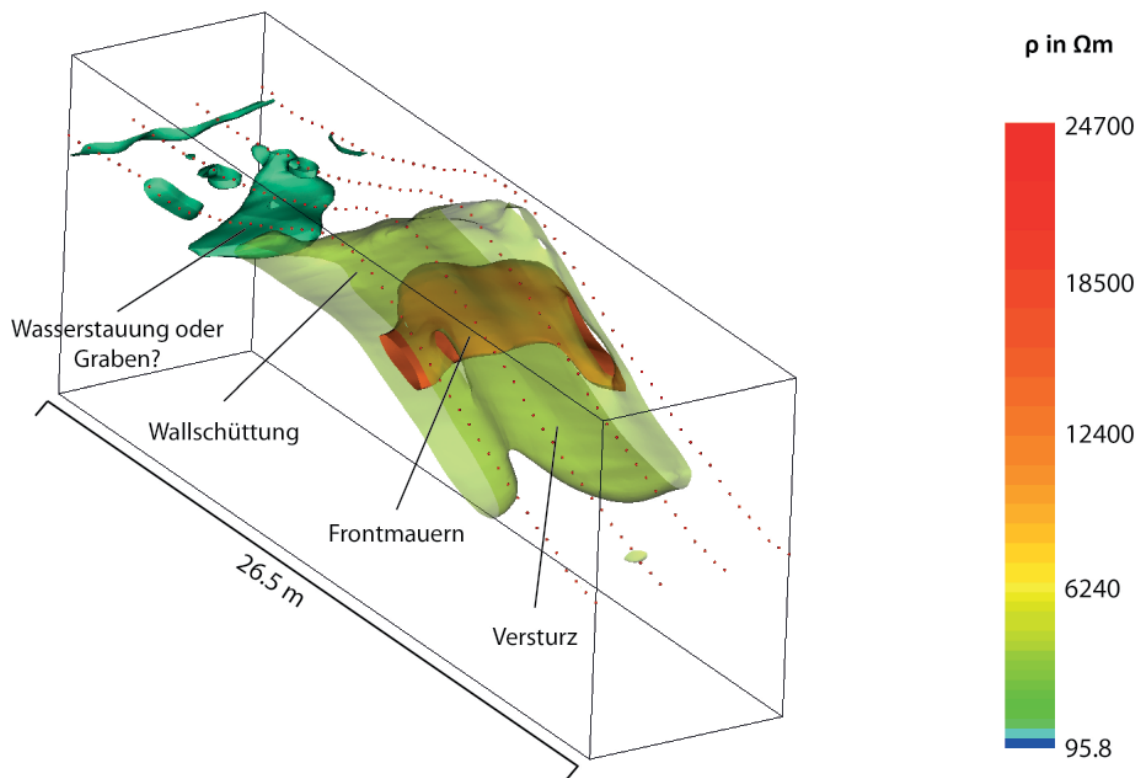 ρ in Ωm
24700
18500
12400
6240
95.8
Wasserstauung oder
Graben?
Wallschüttung
Frontmauern
Versturz
26.5 m